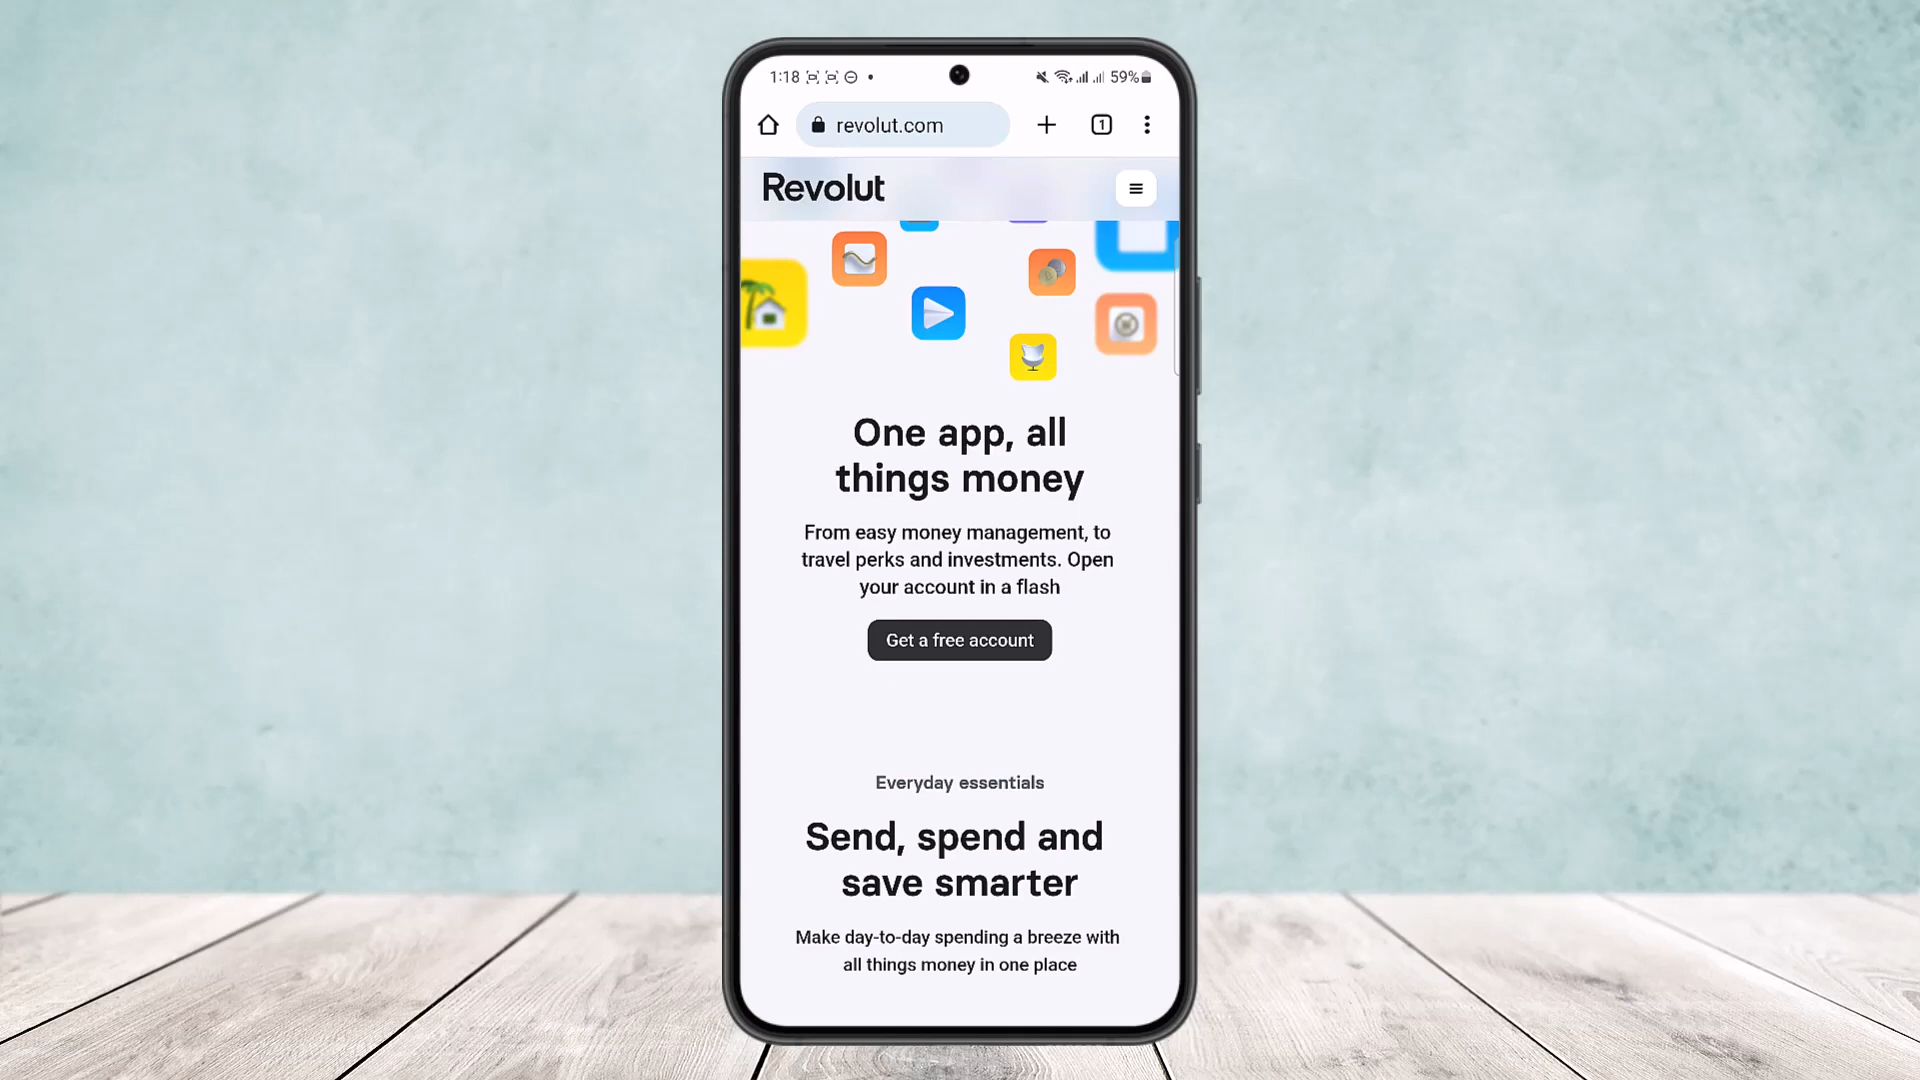 1:18 59%
revolut.com 1
Revolut
One app, all
things money
From easy money management, to
travel perks and investments. Open
your account in a flash
Get a free account
Everyday essentials
Send, spend and
save smarter
Make day-to-day spending a breeze with
all things money in one place